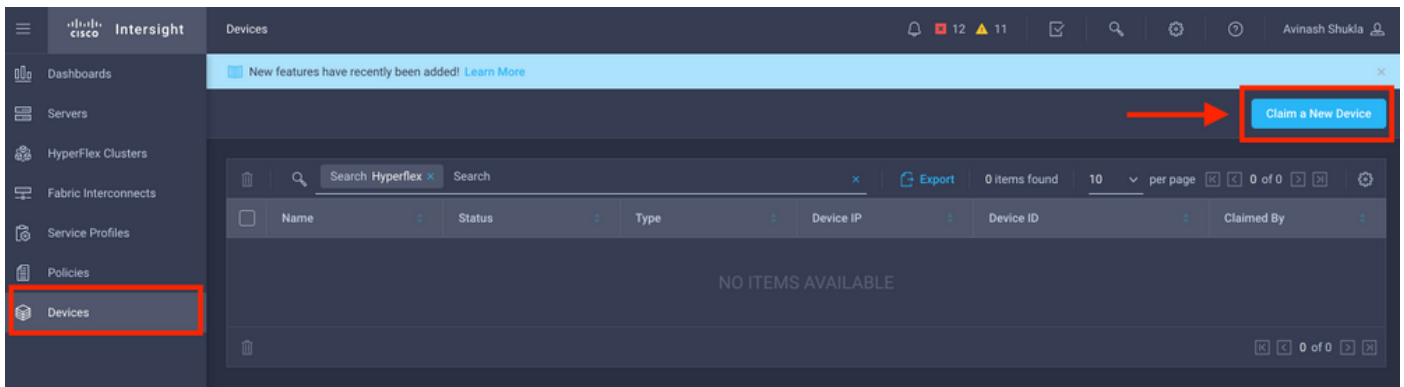 cisco Intersight Devices 12 11 Avinash Shukla
Dashboards
New features have recently been added! Learn More
Servers
Claim a New Device
HyperFlex Clusters
Search Hyperflex × Search × Export 0 items found 10 per page 0 of 0
Fabric Interconnects
Name Status Type Device IP Device ID Claimed By
Service Profiles
Policies
NO ITEMS AVAILABLE
Devices
0 of 0